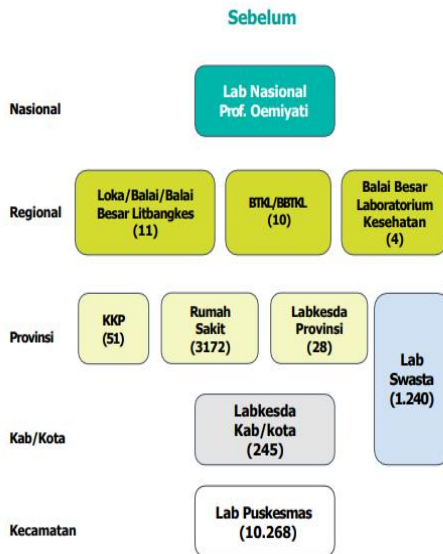 Sebelum
Nasional
Lab Nasional
Prof. Oemiyati
Regional
Loka/Balai/Balai
Besar Litbangkes
(11)
BTKL/BBTKL
(10)
Balai Besar
Laboratorium
Kesehatan
(4)
Provinsi
KKP
(51)
Rumah
Sakit
(3172)
Labkesda
Provinsi
(28)
Lab
Swasta
(1.240)
Kab/Kota
Labkesda
Kab/kota
(245)
Kecamatan
Lab Puskesmas
(10.268)